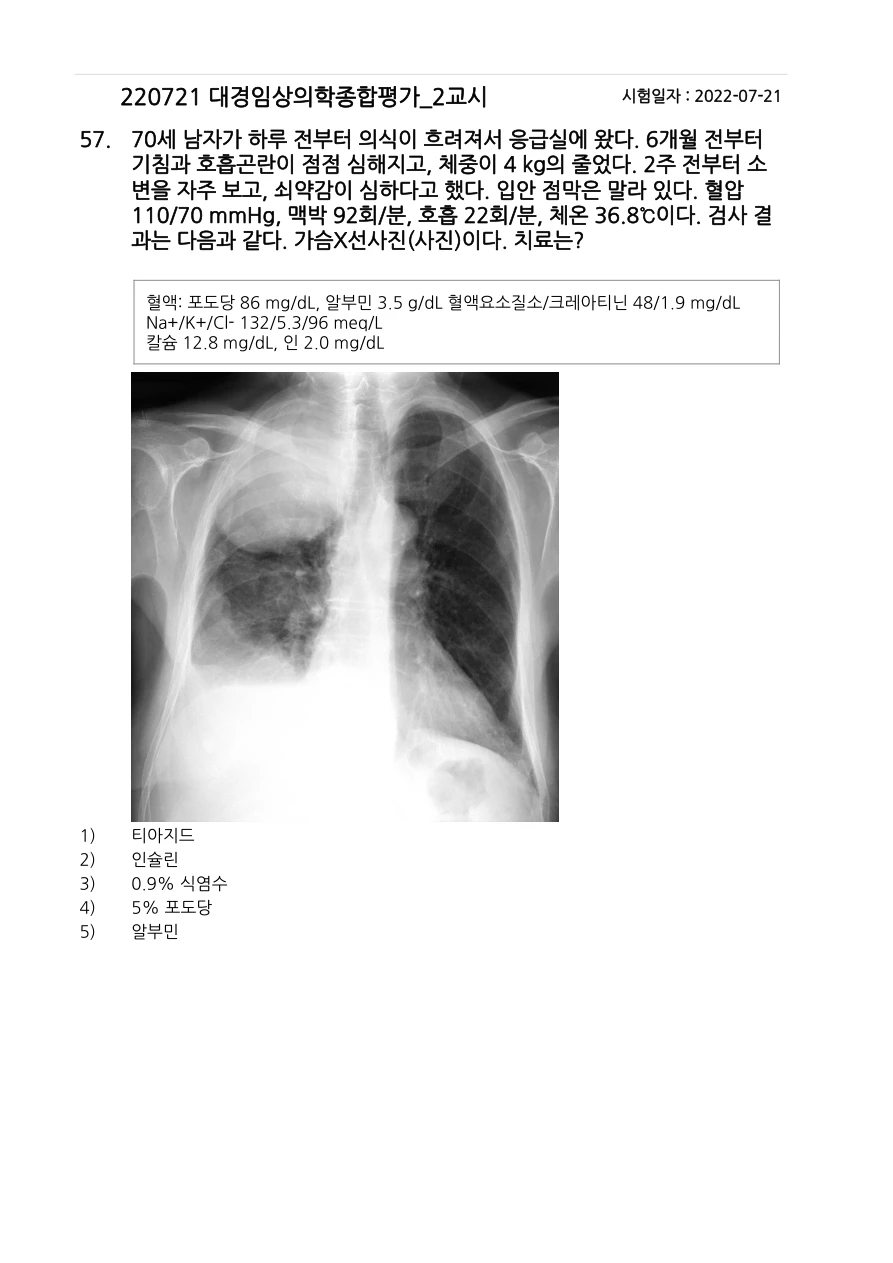 220721 대경임상의학종합평가_2교시
시험일자 : 2022-07-21
57. 70세 남자가 하루 전부터 의식이 흐려져서 응급실에 왔다. 6개월 전부터
기침과 호흡곤란이 점점 심해지고, 체중이 4 kg의 줄었다. 2주 전부터 소
변을 자주 보고, 쇠약감이 심하다고 했다. 입안 점막은 말라 있다. 혈압
110/70 mmHg, 맥박 92회/분, 호흡 22회/분, 체온 36.8℃이다. 검사 결
과는 다음과 같다. 가슴X선사진(사진)이다. 치료는?
혈액: 포도당 86 mg/dL, 알부민 3.5 g/dL 혈액요소질소/크레아티닌 48/1.9 mg/dL
Na+/K+/Cl- 132/5.3/96 meq/L
칼슘 12.8 mg/dL, 인 2.0 mg/dL
1) 티아지드
2) 인슐린
3) 0.9% 식염수
4) 5% 포도당
5) 알부민